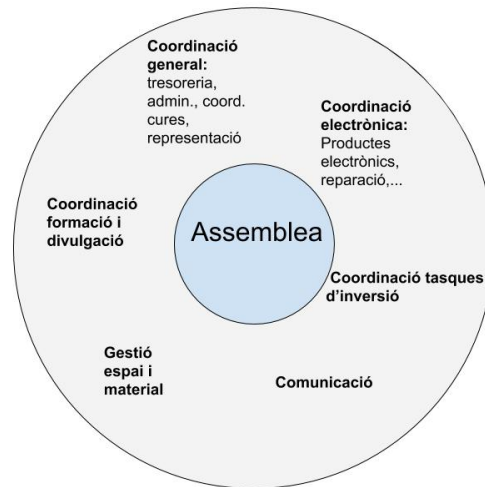 Coordinació
general:
tresoreria,
admin., coord.
cures,
representació
Coordinació
electrònica:
Productes
electrònics,
reparació,...
Coordinació
formació i
divulgació
Assemblea
Coordinació tasques
d'inversió
Gestió
espai i
material
Comunicació